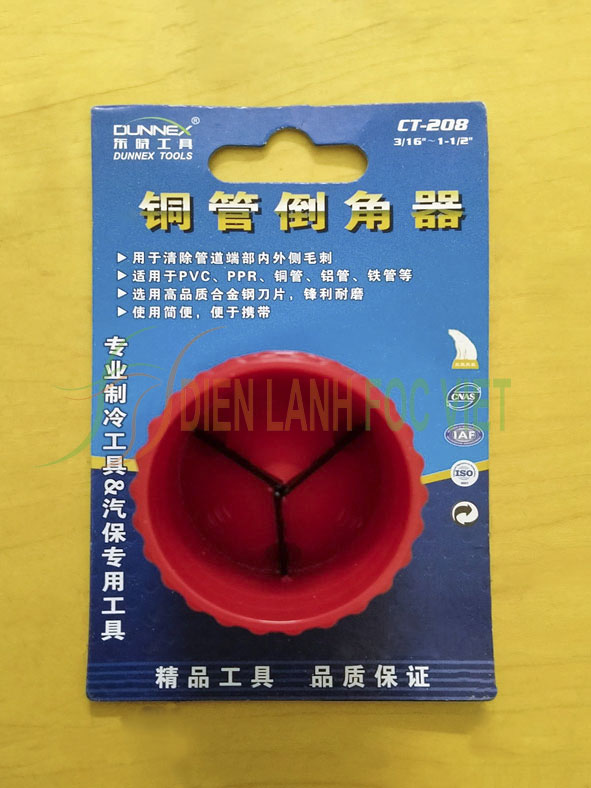 DUNNEX®
东励工具
DUNNEX TOOLS
CT-208
3/16"~1-1/2"
铜管倒角器
▶用于清除管道端部内外侧毛刺
▶适用于PVC、PPR、铜管、铝管、铁管等
▶选用高品质合金钢刀片，锋利耐磨
▶使用简便，便于携带
专业制冷工具&汽保专用工具
DIEN LANH FOC VIET
CNAS
IAF
ISO
精品工具 品质保证